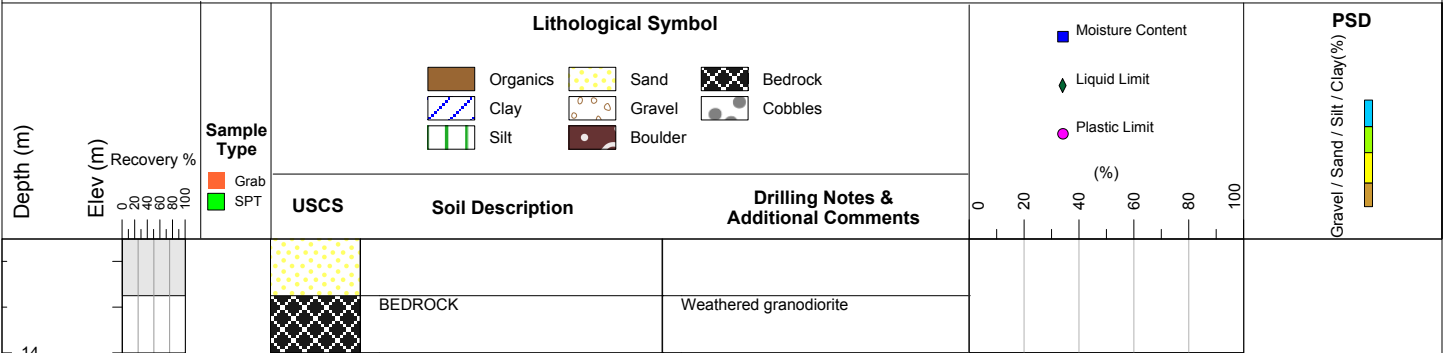 Lithological Symbol
Organics
Sand
Bedrock
Clay
Gravel
Cobbles
Silt
Boulder
Moisture Content
Liquid Limit
Plastic Limit
(%)
0 20 40 60 80 100
PSD
Gravel / Sand / Silt / Clay(%)
Depth (m)
Elev (m)
Recovery %
0 20 40 60 80 100
Sample
Type
Grab
SPT
USCS
Soil Description
Drilling Notes &
Additional Comments
BEDROCK
Weathered granodiorite
14